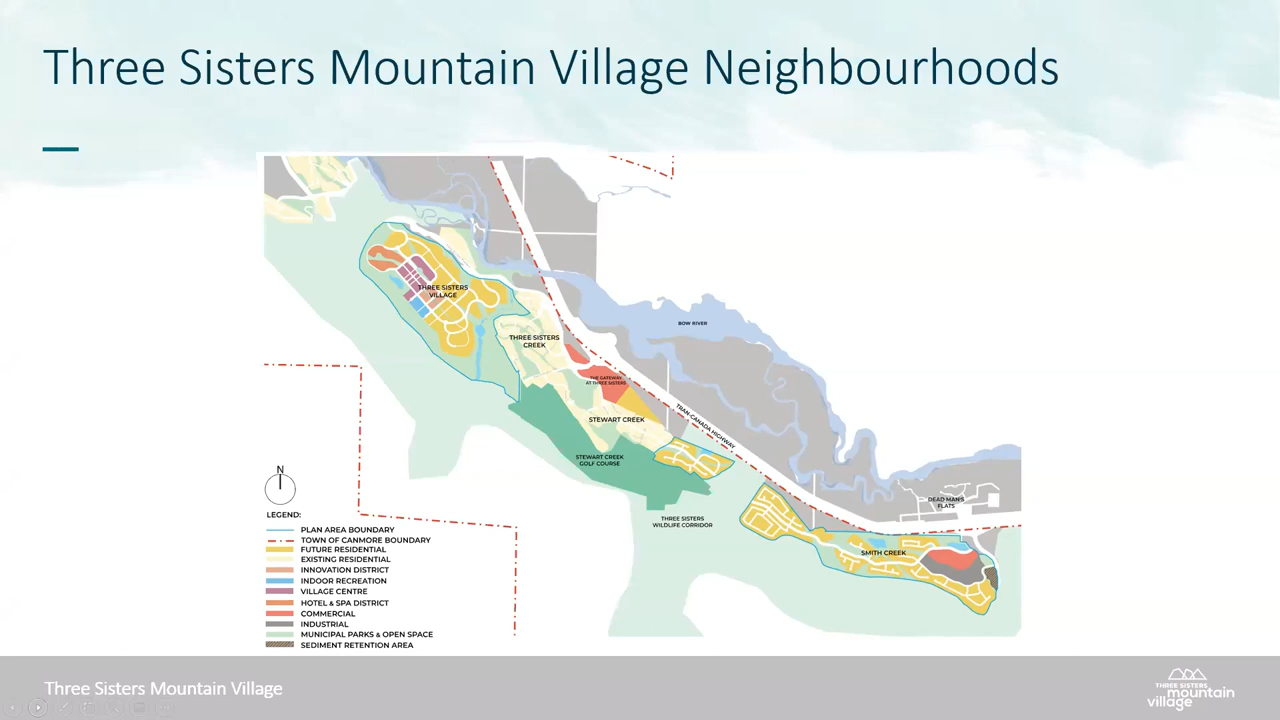 Three Sisters Mountain Village Neighbourhoods
THREE SISTERS
VILLAGE
BOW RIVER
THREE SISTERS
CREEK
THE GATEWAY
AT THREE SISTERS
TRAN-CANADA HIGHWAY
STEWART CREEK
STEWART CREEK
GOLF COURSE
N
DEAD MAN'S
FLATS
THREE SISTERS
WILDLIFE CORRIDOR
SMITH CREEK
LEGEND:
PLAN AREA BOUNDARY
TOWN OF CANMORE BOUNDARY
FUTURE RESIDENTIAL
EXISTING RESIDENTIAL
INNOVATION DISTRICT
INDOOR RECREATION
VILLAGE CENTRE
HOTEL & SPA DISTRICT
COMMERCIAL
INDUSTRIAL
MUNICIPAL PARKS & OPEN SPACE
SEDIMENT RETENTION AREA
Three Sisters Mountain Village
THREE SISTERS
mountain
village